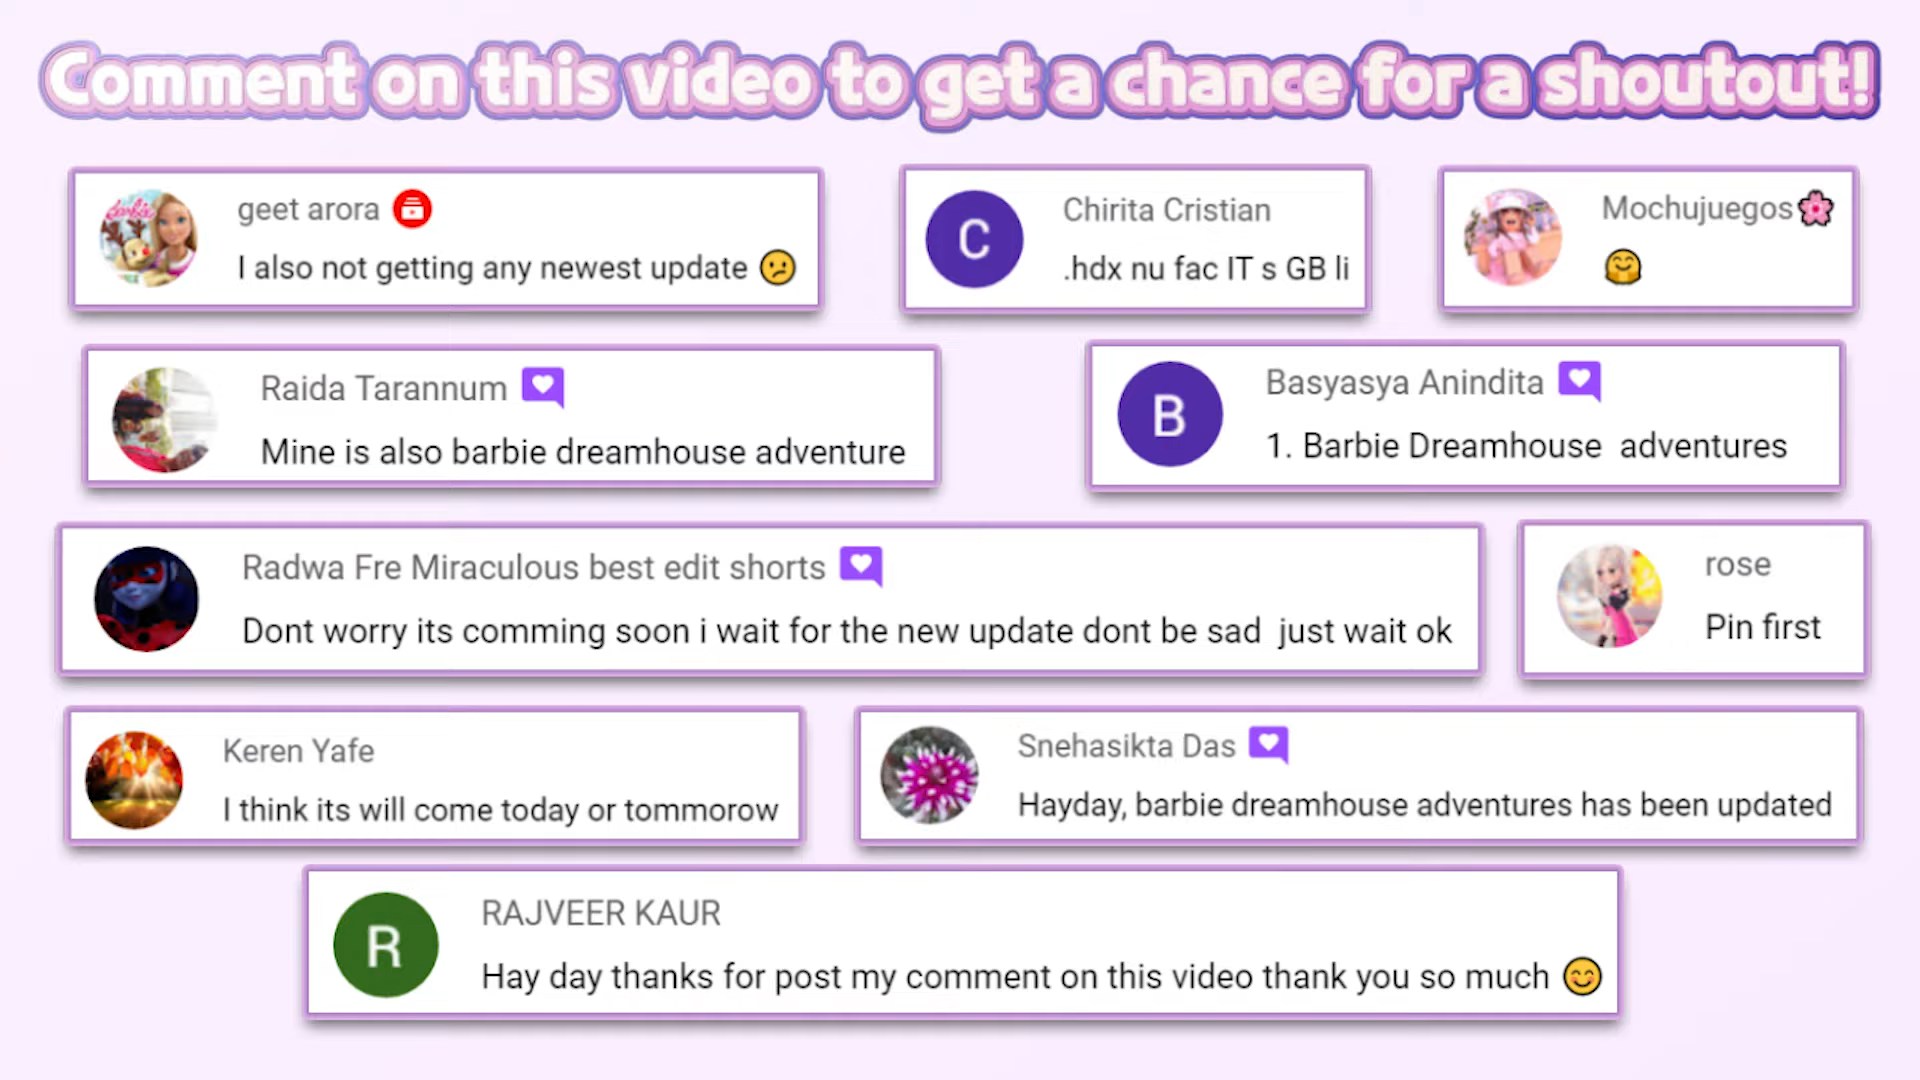 Comment on this video to get a chance for a shoutout!
geet arora
I also not getting any newest update 😕
C
Chirita Cristian
.hdx nu fac IT s GB li
Mochujuegos🌸
🤗
Raida Tarannum
Mine is also barbie dreamhouse adventure
B
Basyasya Anindita
1. Barbie Dreamhouse  adventures
Radwa Fre Miraculous best edit shorts
Dont worry its comming soon i wait for the new update dont be sad  just wait ok
rose
Pin first
Keren Yafe
I think its will come today or tommorow
Snehasikta Das
Hayday, barbie dreamhouse adventures has been updated
R
RAJVEER KAUR
Hay day thanks for post my comment on this video thank you so much 😊